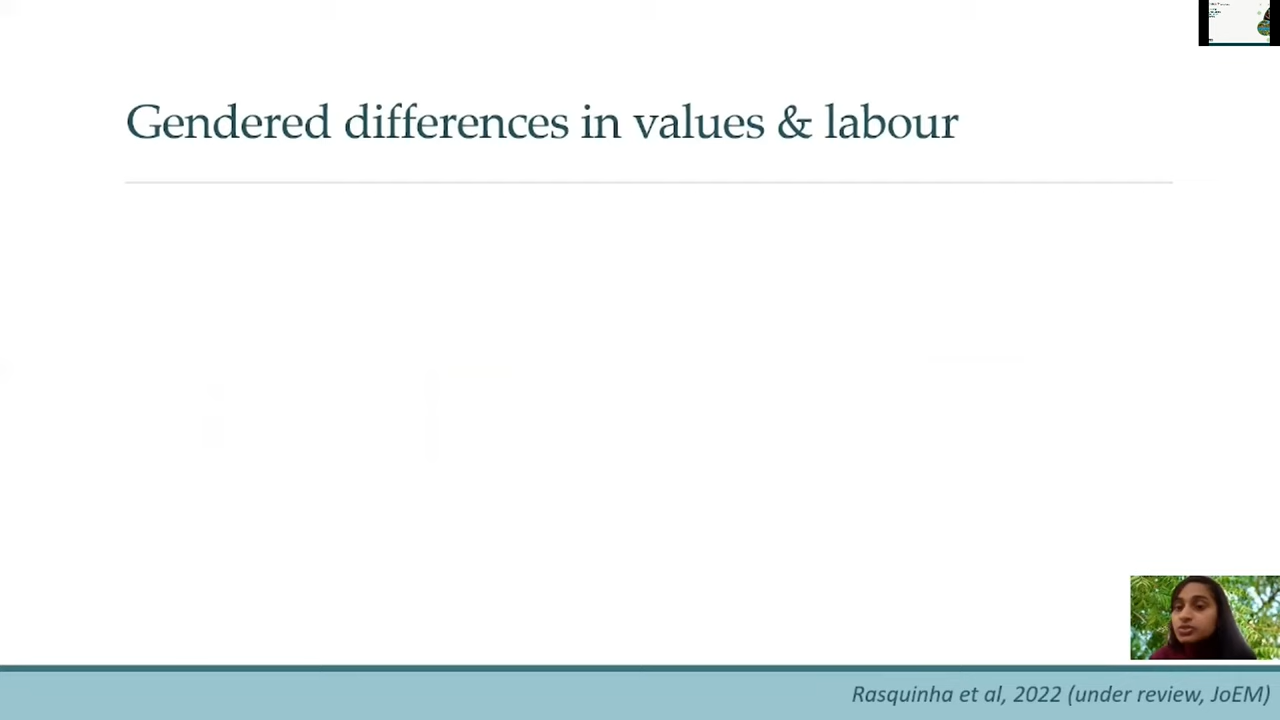 Gendered differences in values & labour
Rasquinha et al, 2022 (under review, JoEM)